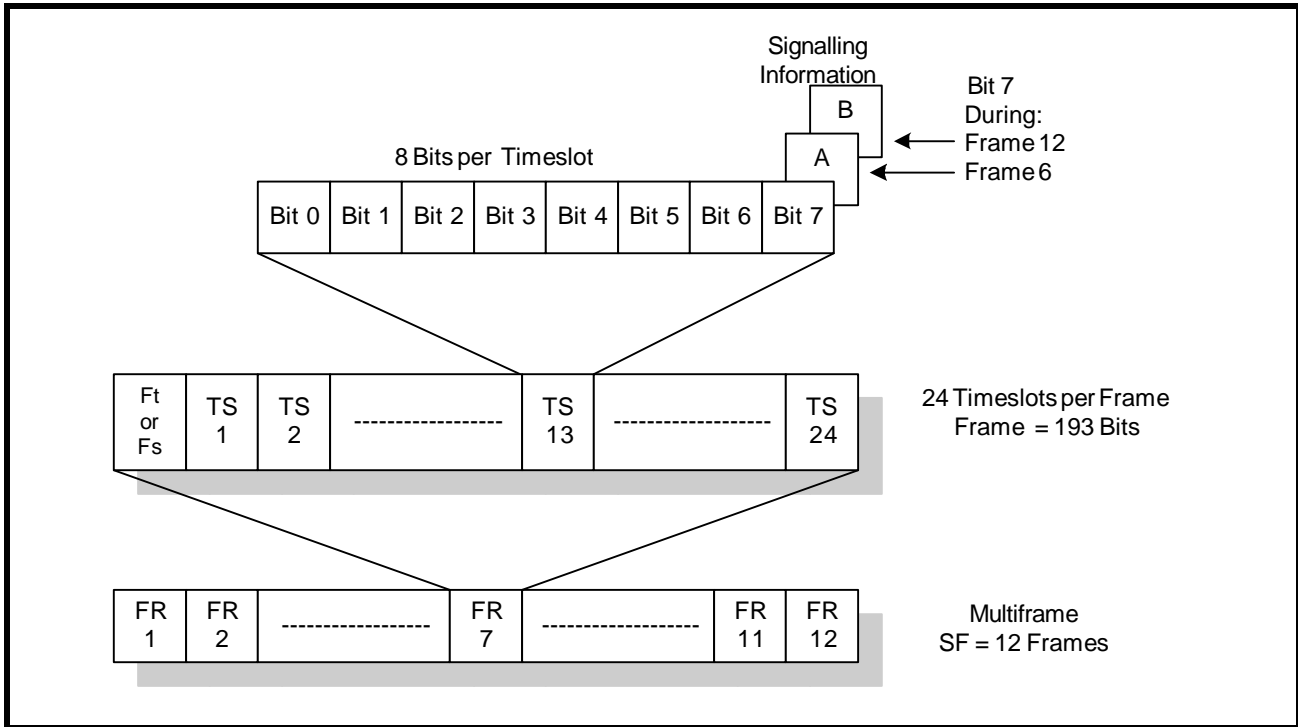 Signalling
Information
B
A
Bit 7
During:
Frame 12
Frame 6
8 Bits per Timeslot
Bit 0 Bit 1 Bit 2 Bit 3 Bit 4 Bit 5 Bit 6 Bit 7
Ft
or
Fs
TS
1
TS
2
TS
13
TS
24
24 Timeslots per Frame
Frame = 193 Bits
FR
1
FR
2
FR
7
FR
11
FR
12
Multiframe
SF = 12 Frames